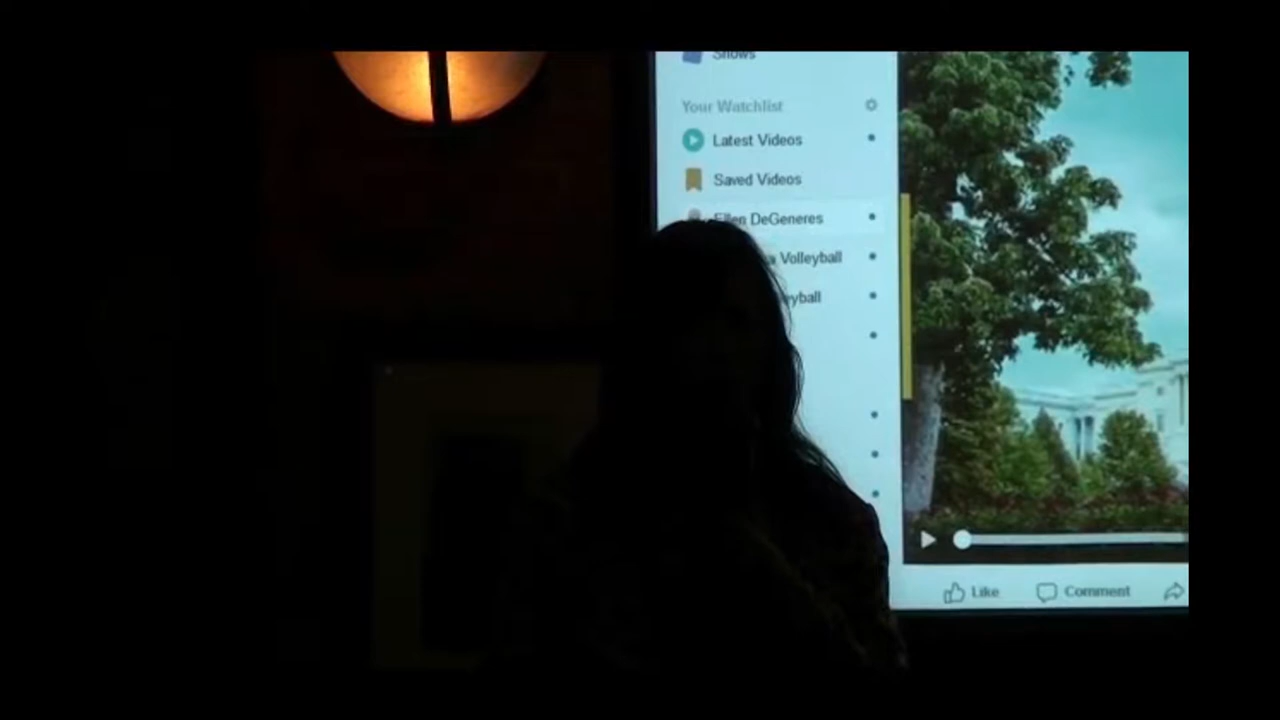 Shows
Your Watchlist
Latest Videos
Saved Videos
Ellen DeGeneres
Volleyball
Like
Comment